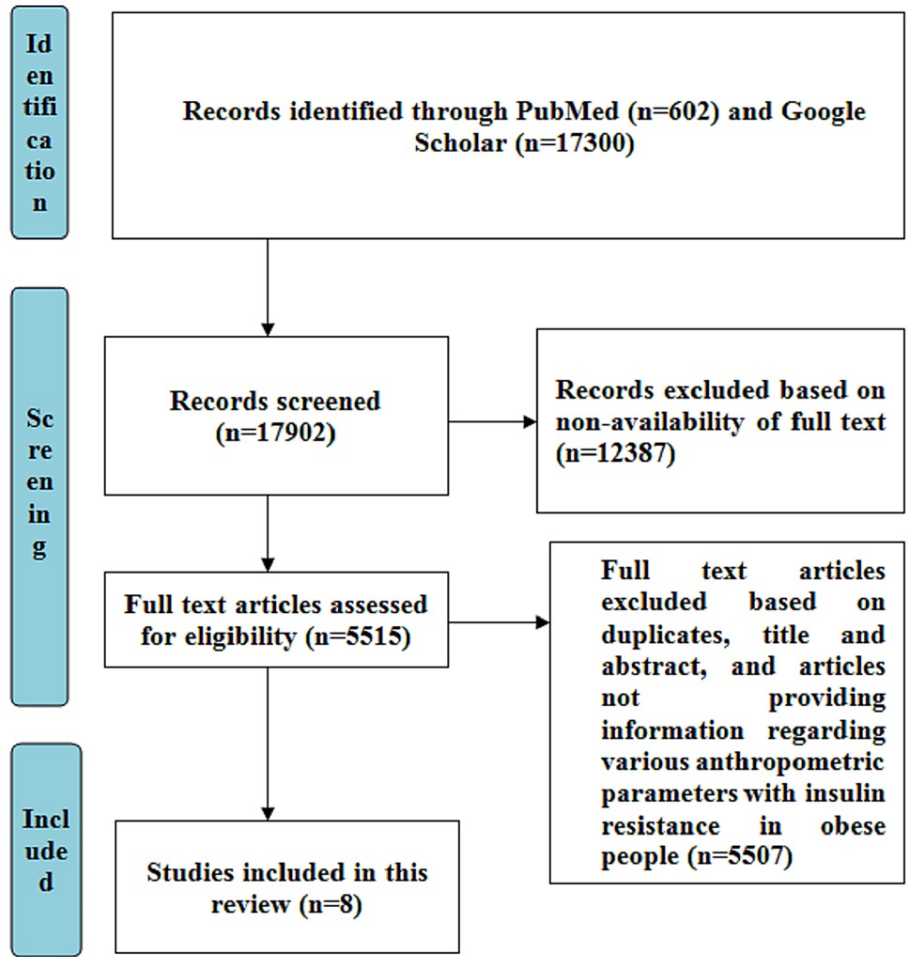 Id
en
tifi
ca
tio
n
Records identified through PubMed (n=602) and Google
Scholar (n=17300)
Sc
re
en
in
g
Records screened
(n=17902)
Records excluded based on
non-availability of full text
(n=12387)
Full text articles assessed
for eligibility (n=5515)
Full text articles
excluded based on
duplicates, title and
abstract, and articles
not providing
information regarding
various anthropometric
parameters with insulin
resistance in obese
people (n=5507)
Incl
ude
d
Studies included in this
review (n=8)